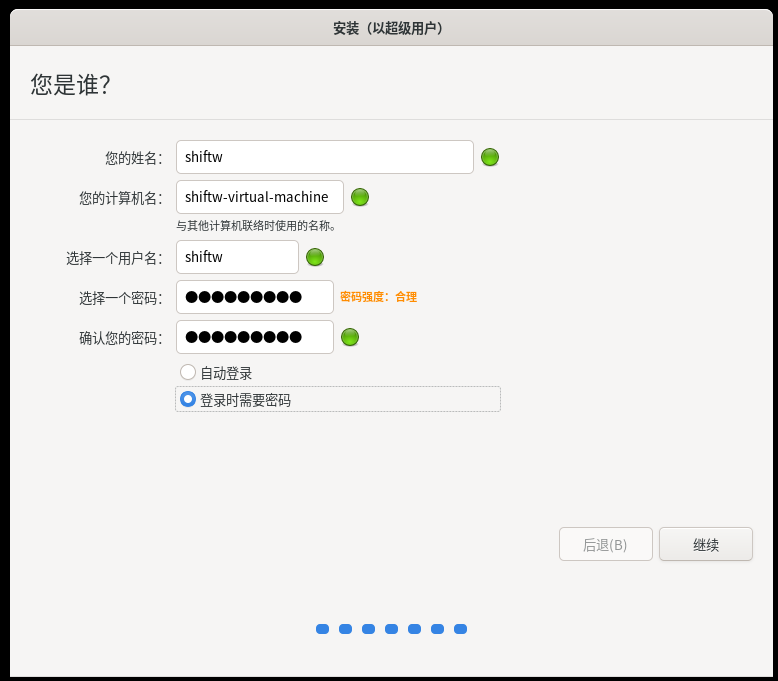 安装（以超级用户）
您是谁？
您的姓名： shiftw
您的计算机名： shiftw-virtual-machine
与其他计算机联络时使用的名称。
选择一个用户名： shiftw
选择一个密码： ●●●●●●●●● 密码强度：合理
确认您的密码： ●●●●●●●●●
自动登录
登录时需要密码
后退(B) 继续